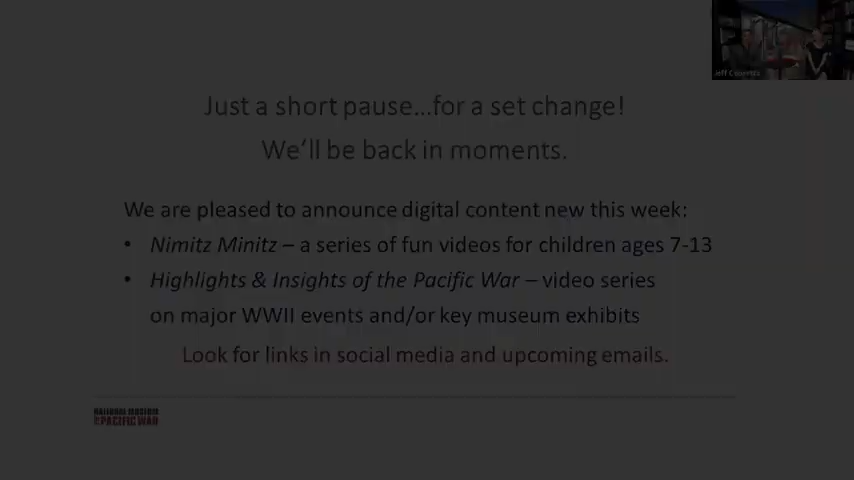 Just a short pause...for a set change!
We'll be back in moments.
We are pleased to announce digital content new this week:
• Nimitz Minitz – a series of fun videos for children ages 7-13
• Highlights & Insights of the Pacific War – video series
on major WWII events and/or key museum exhibits
Look for links in social media and upcoming emails.
NATIONAL MUSEUM
OF THE PACIFIC WAR